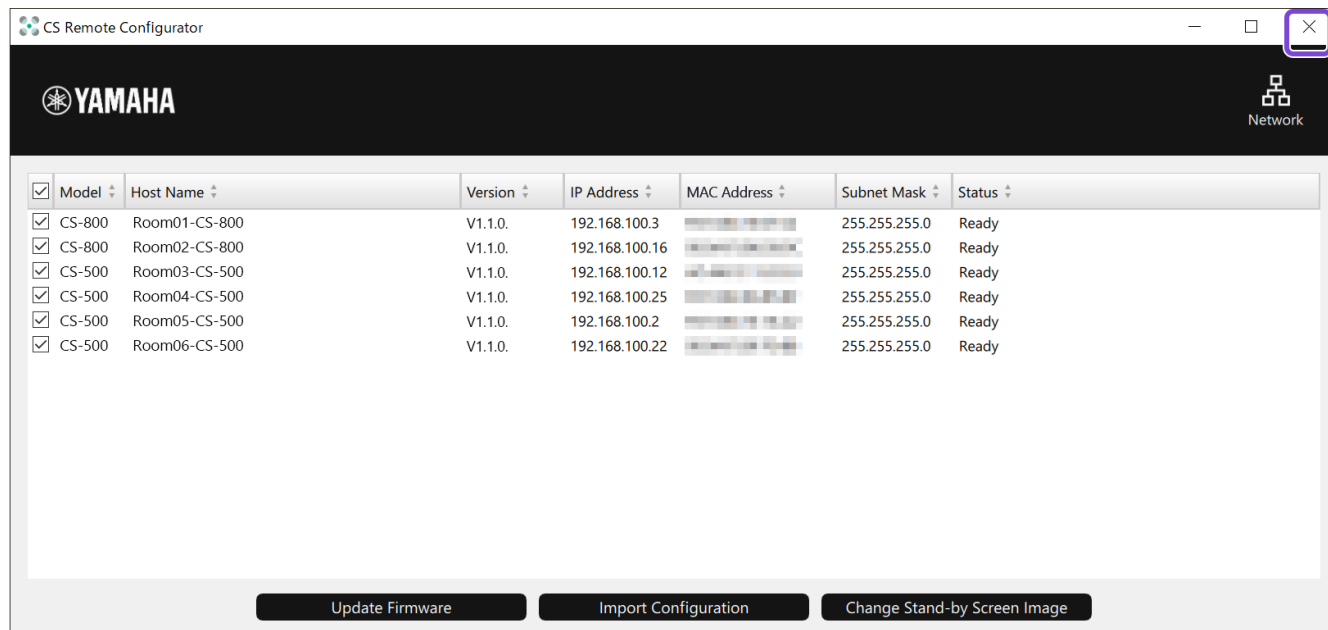 CS Remote Configurator
YAMAHA
Network
Model Host Name Version IP Address MAC Address Subnet Mask Status
CS-800 Room01-CS-800 V1.1.0. 192.168.100.3 255.255.255.0 Ready
CS-800 Room02-CS-800 V1.1.0. 192.168.100.16 255.255.255.0 Ready
CS-500 Room03-CS-500 V1.1.0. 192.168.100.12 255.255.255.0 Ready
CS-500 Room04-CS-500 V1.1.0. 192.168.100.25 255.255.255.0 Ready
CS-500 Room05-CS-500 V1.1.0. 192.168.100.2 255.255.255.0 Ready
CS-500 Room06-CS-500 V1.1.0. 192.168.100.22 255.255.255.0 Ready
Update Firmware Import Configuration Change Stand-by Screen Image